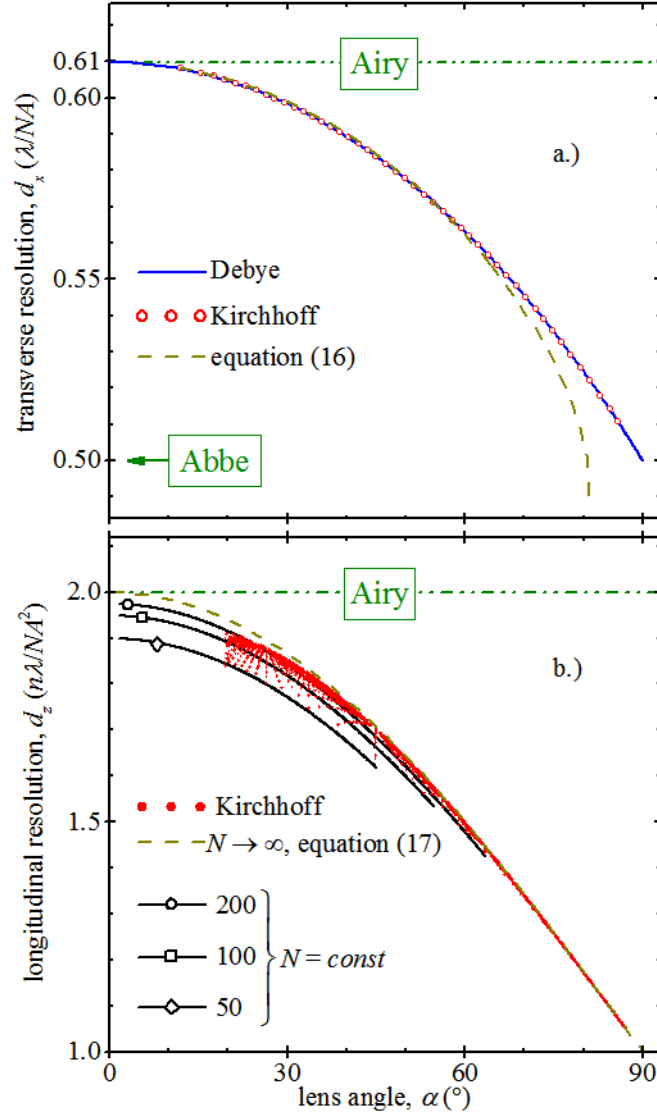 0.61
0.60
0.55
0.50
transverse resolution, dₓ (λ/NA)
Airy
a.)
Debye
Kirchhoff
equation (16)
Abbe
2.0
1.5
1.0
longitudinal resolution, d_z (nλ/NA²)
Airy
b.)
Kirchhoff
N → ∞, equation (17)
200
100
50
N = const
0
30
60
90
lens angle, α (°)